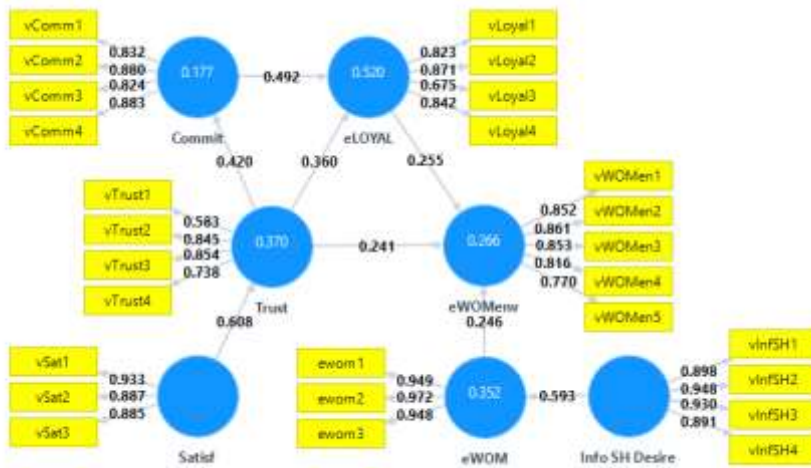 vComm1
vComm2
vComm3
vComm4
0.832
0.880
0.824
0.883
0.177
Commit
0.492
0.520
eLOYAL
0.823
0.871
0.675
0.842
vLoyal1
vLoyal2
vLoyal3
vLoyal4
0.420
0.360
0.255
vTrust1
vTrust2
vTrust3
vTrust4
0.583
0.845
0.854
0.738
0.370
Trust
0.241
0.266
eWOMenw
0.852
0.861
0.853
0.816
0.770
vWOMen1
vWOMen2
vWOMen3
vWOMen4
vWOMen5
0.608
0.246
vSat1
vSat2
vSat3
0.933
0.887
0.885
Satisf
ewom1
ewom2
ewom3
0.949
0.972
0.948
0.352
eWOM
0.593
Info SH Desire
0.898
0.948
0.930
0.891
vInfSH1
vInfSH2
vInfSH3
vInfSH4